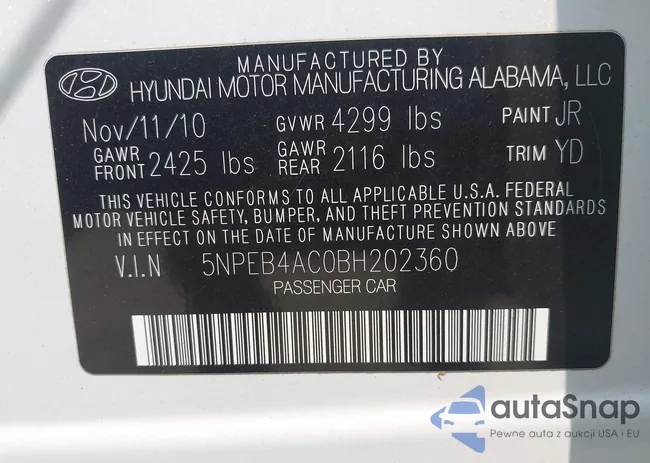 MANUFACTURED BY
HYUNDAI MOTOR MANUFACTURING ALABAMA, LLC
Nov/11/10 GVWR 4299 lbs PAINT JR
GAWR FRONT 2425 lbs GAWR REAR 2116 lbs TRIM YD
THIS VEHICLE CONFORMS TO ALL APPLICABLE U.S.A. FEDERAL
MOTOR VEHICLE SAFETY, BUMPER, AND THEFT PREVENTION STANDARDS
IN EFFECT ON THE DATE OF MANUFACTURE SHOWN ABOVE
V.I.N 5NPEB4AC0BH202360
PASSENGER CAR
autaSnap
Pewne auta z aukcji USA i EU